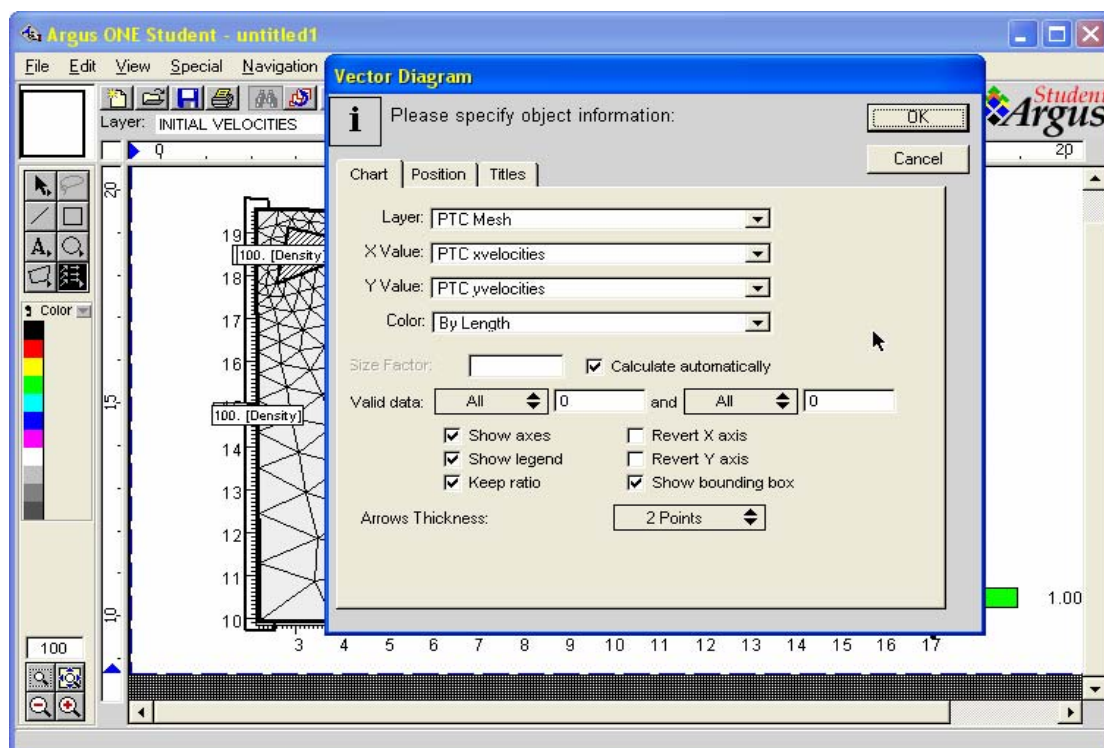 Argus ONE Student - untitled1
File Edit View Special Navigation
Layer: INITIAL VELOCITIES
Student
Argus
0
20
20
15
10
Color
100
19
18
17
16
15
14
13
12
11
10
100. [Density]
100. [Density]
3 4 5 6 7 8 9 10 11 12 13 14 15 16 17
1.00
Vector Diagram
i Please specify object information:
OK
Cancel
Chart Position Titles
Layer: PTC Mesh
X Value: PTC xvelocities
Y Value: PTC yvelocities
Color: By Length
Size Factor: Calculate automatically
Valid data: All 0 and All 0
Show axes Revert X axis
Show legend Revert Y axis
Keep ratio Show bounding box
Arrows Thickness: 2 Points